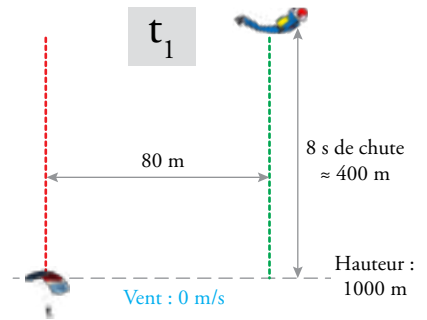 t₁
80 m
8 s de chute
≈ 400 m
Hauteur :
1000 m
Vent : 0 m/s